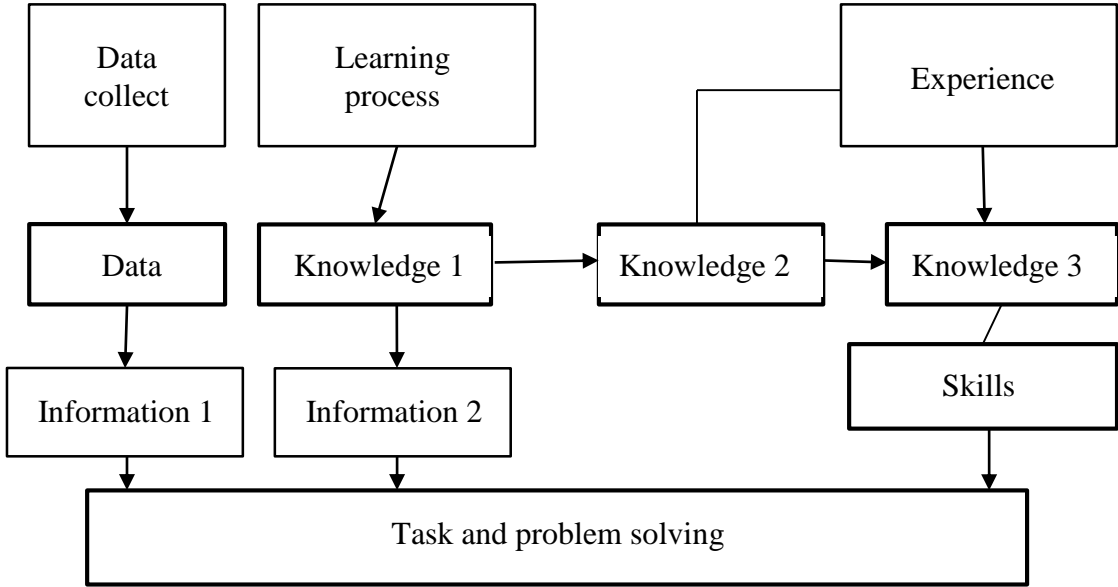 Data
collect
Learning
process
Experience
Data
Knowledge 1
Knowledge 2
Knowledge 3
Information 1
Information 2
Skills
Task and problem solving